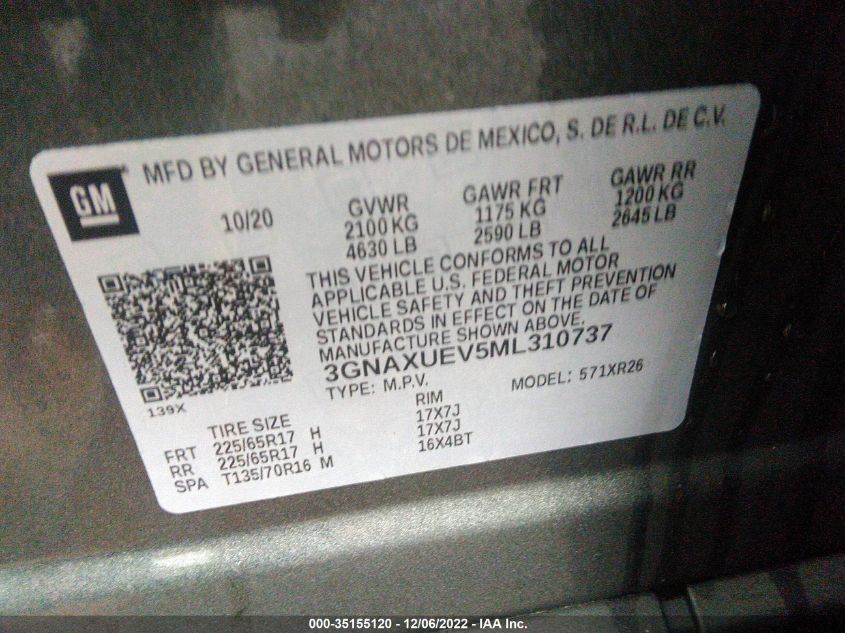 MFD BY GENERAL MOTORS DE MEXICO, S. DE R.L. DE C.V.
GM
10/20 GVWR GAWR FRT GAWR RR
2100 KG 1175 KG 1200 KG
4630 LB 2590 LB 2645 LB
THIS VEHICLE CONFORMS TO ALL
APPLICABLE U.S. FEDERAL MOTOR
VEHICLE SAFETY AND THEFT PREVENTION
STANDARDS IN EFFECT ON THE DATE OF
MANUFACTURE SHOWN ABOVE.
3GNAXUEV5ML310737
TYPE: M.P.V. MODEL: 571XR26
139X
TIRE SIZE RIM
FRT 225/65R17 H 17X7J
RR 225/65R17 H 17X7J
SPA T135/70R16 M 16X4BT
000-35155120 - 12/06/2022 - IAA Inc.